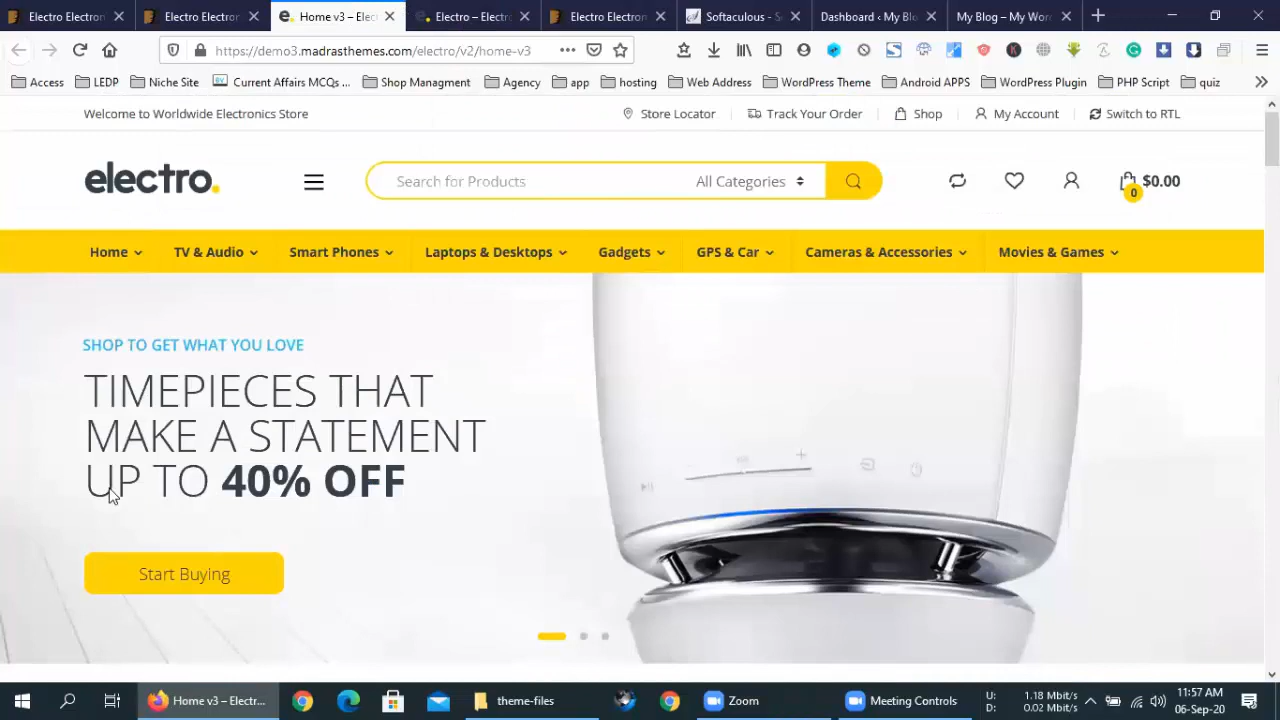 Electro Electron
Electro Electror
Home v3 – Elec
Electro – Electro
Electro Electron
Softaculous - S
Dashboard ‹ My Bl
My Blog – My Wor
https://demo3.madrasthemes.com/electro/v2/home-v3
Access
LEDP
Niche Site
BV
Current Affairs MCQs ...
Shop Managment
Agency
app
hosting
Web Address
WordPress Theme
Android APPS
WordPress Plugin
PHP Script
quiz
Welcome to Worldwide Electronics Store
Store Locator
Track Your Order
Shop
My Account
Switch to RTL
electro.
Search for Products
All Categories
0
$0.00
Home
TV & Audio
Smart Phones
Laptops & Desktops
Gadgets
GPS & Car
Cameras & Accessories
Movies & Games
SHOP TO GET WHAT YOU LOVE
TIMEPIECES THAT
MAKE A STATEMENT
UP TO 40% OFF
Start Buying
Home v3 – Electr...
theme-files
Zoom
Meeting Controls
U: 1.18 Mbit/s
D: 0.02 Mbit/s
11:57 AM
06-Sep-20